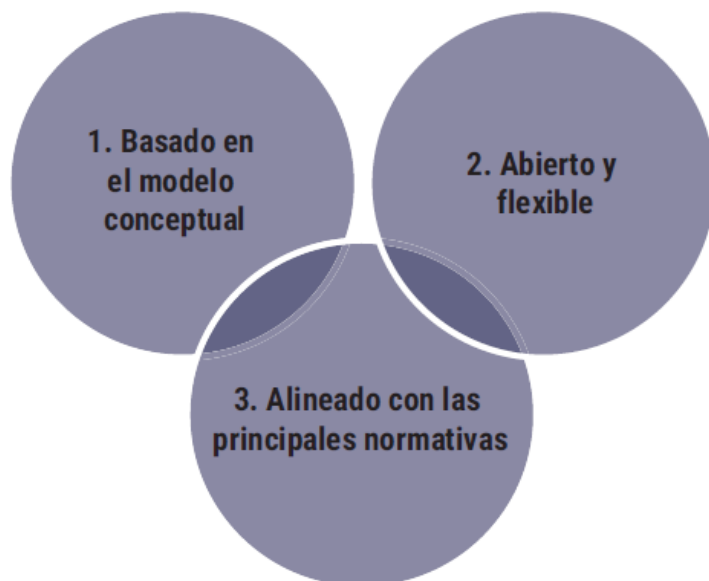 1. Basado en
el modelo
conceptual
2. Abierto y
flexible
3. Alineado con las
principales normativas